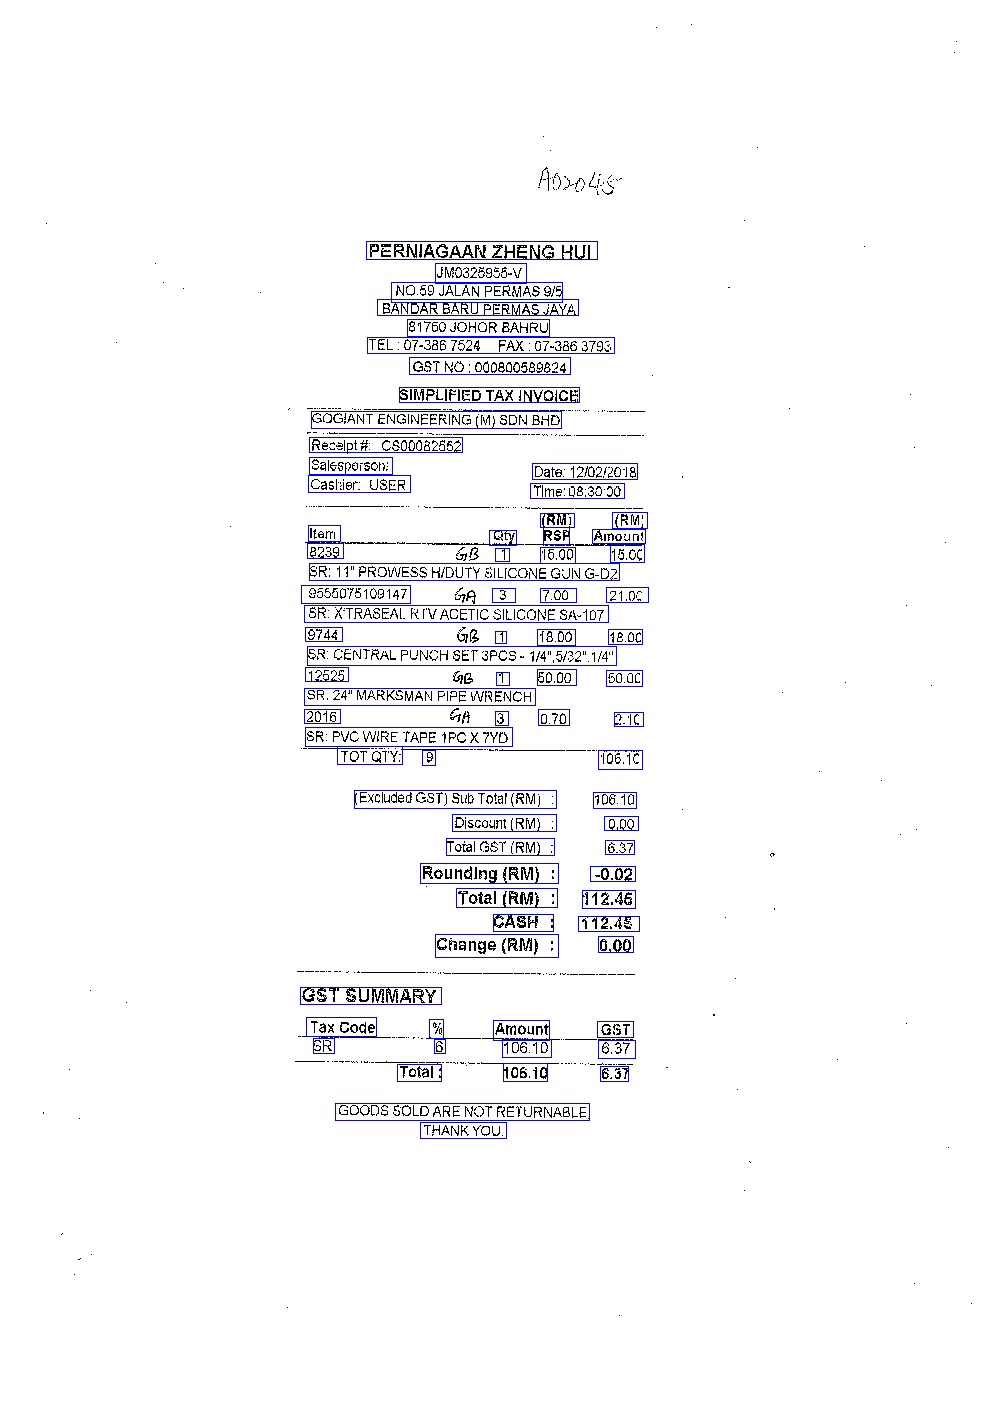 A02045
PERNIAGAAN ZHENG HUI
JM0325955-V
NO.59 JALAN PERMAS 9/5
BANDAR BARU PERMAS JAYA
81750 JOHOR BAHRU
TEL : 07-386 7524 FAX : 07-386 3793
GST NO : 000800589824
SIMPLIFIED TAX INVOICE
GOGIANT ENGINEERING (M) SDN BHD
Receipt #: CS00082552
Salesperson:
Date: 12/02/2018
Cashier: USER
Time: 08:30:00
(RM) (RM)
Item Qty RSP Amount
8239 GB 1 15.00 15.00
SR: 11" PROWESS H/DUTY SILICONE GUN G-DZ
9555075109147 GA 3 7.00 21.00
SR: X'TRASEAL RTV ACETIC SILICONE SA-107
9744 GB 1 18.00 18.00
SR: CENTRAL PUNCH SET 3PCS - 1/4",5/32",1/4"
12525 GB 1 50.00 50.00
SR: 24" MARKSMAN PIPE WRENCH
2016 GA 3 0.70 2.10
SR: PVC WIRE TAPE 1PC X 7YD
TOT QTY: 9 106.10
(Excluded GST) Sub Total (RM) : 106.10
Discount (RM) : 0.00
Total GST (RM) : 6.37
Rounding (RM) : -0.02
Total (RM) : 112.45
CASH : 112.45
Change (RM) : 0.00
GST SUMMARY
Tax Code % Amount GST
SR 6 106.10 6.37
Total : 106.10 6.37
GOODS SOLD ARE NOT RETURNABLE
THANK YOU.